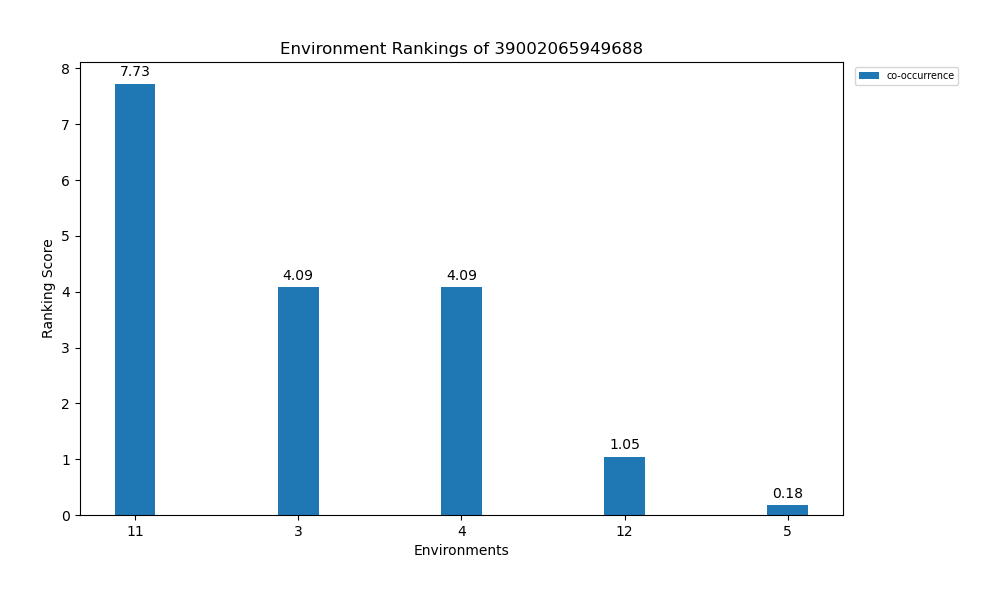 Environment Rankings of 39002065949688
co-occurrence
Ranking Score
8
7
6
5
4
3
2
1
0
7.73
4.09
4.09
1.05
0.18
11 3 4 12 5
Environments